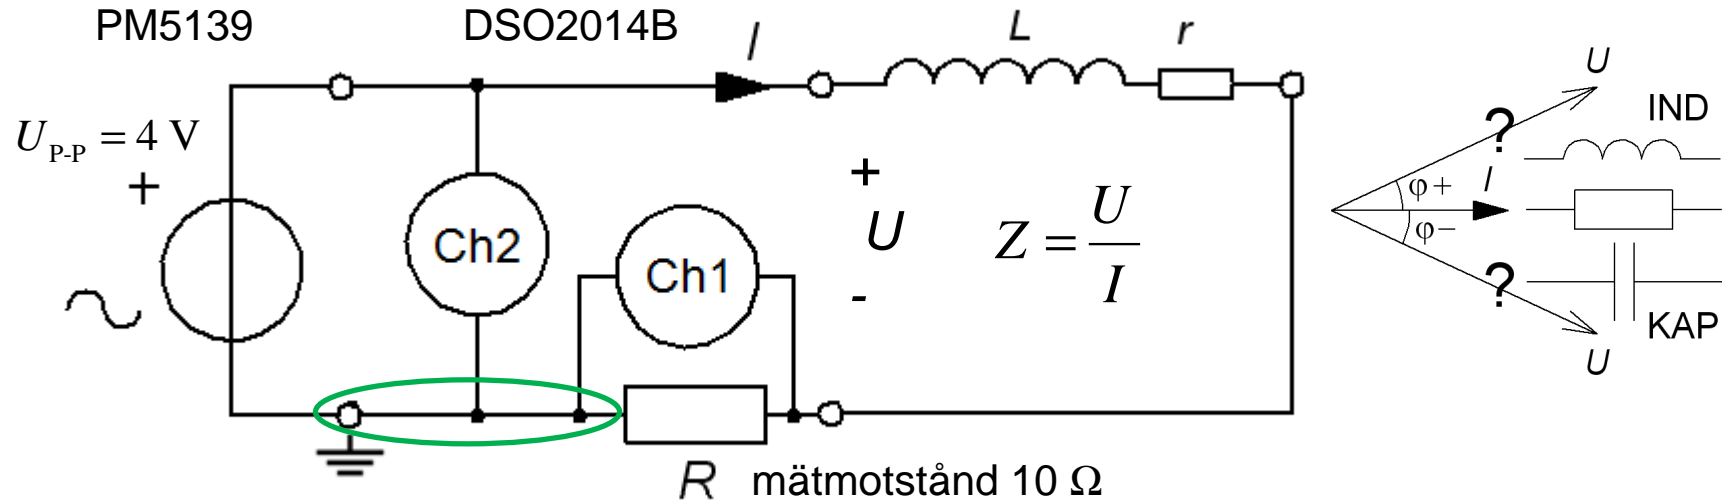 PM5139
DSO2014B
I
L
r
U
IND
U_P-P = 4 V
+
?
+
I
φ+
φ−
Ch2
Ch1
U
Z = U/I
-
?
KAP
U
R mätmotstånd 10 Ω